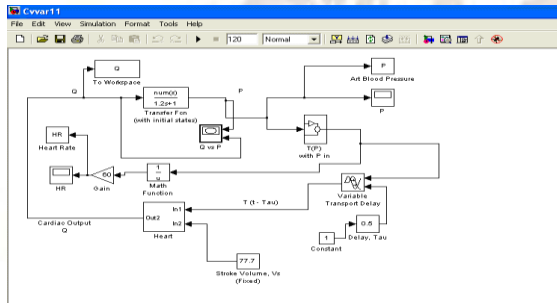 Cvvar11
File Edit View Simulation Format Tools Help
120 Normal
Q
To Workspace
P
Art Blood Pressure
Q
num(s)
1.2s+1
Transfer Fcn
(with initial states)
P
P
Q vs P
T(P)
with P in
HR
Heart Rate
HR
60
Gain
1
u
Math
Function
Variable
Transport Delay
T (t - Tau)
Cardiac Output
Q
In1
Out2
In2
Heart
1
Constant
0.5
Delay, Tau
77.7
Stroke Volume, Vs
(Fixed)